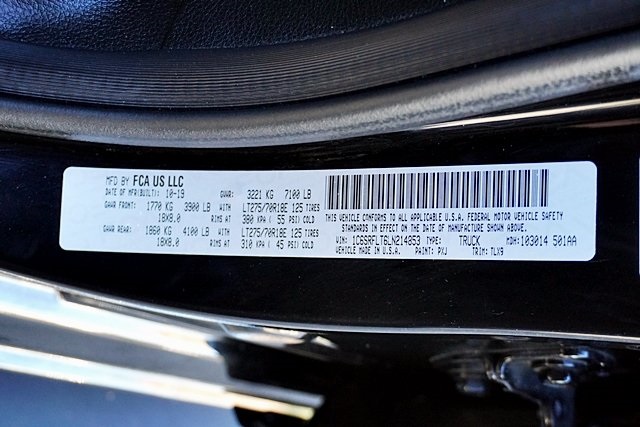 MFD BY FCA US LLC
DATE OF MFR(BUILT): 10-19 GVWR: 3221 KG 7100 LB
GAWR FRONT: 1770 KG 3900 LB WITH LT275/70R18E 125 TIRES
18X8.0 RIMS AT 380 KPA ( 55 PSI) COLD
GAWR REAR: 1860 KG 4100 LB WITH LT275/70R18E 125 TIRES
18X8.0 RIMS AT 310 KPA ( 45 PSI) COLD
THIS VEHICLE CONFORMS TO ALL APPLICABLE U.S.A. FEDERAL MOTOR VEHICLE SAFETY
STANDARDS IN EFFECT ON THE DATE OF MANUFACTURE SHOWN ABOVE.
VIN: 1C6SRFLT6LN214853 TYPE: TRUCK MDH: 103014 501AA
VEHICLE MADE IN U.S.A. PAINT: PXJ TRIM: TLX9